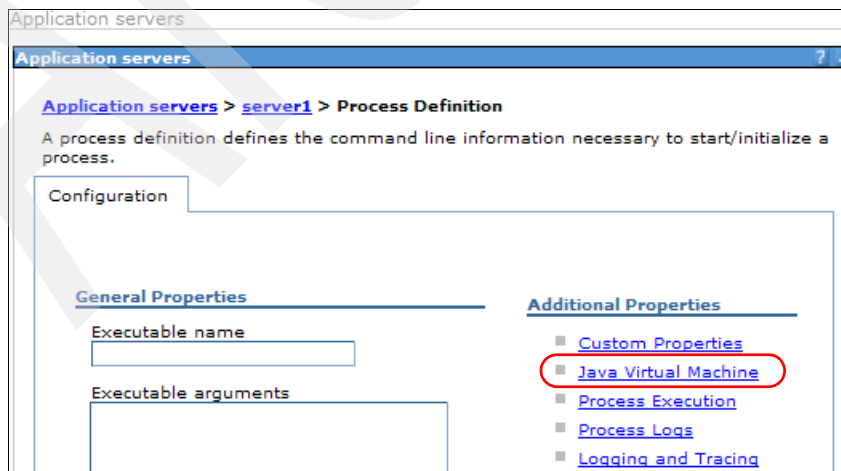 Application servers
Application servers ?
Application servers > server1 > Process Definition
A process definition defines the command line information necessary to start/initialize a
process.
Configuration
General Properties
Executable name
Executable arguments
Additional Properties
Custom Properties
Java Virtual Machine
Process Execution
Process Logs
Logging and Tracing